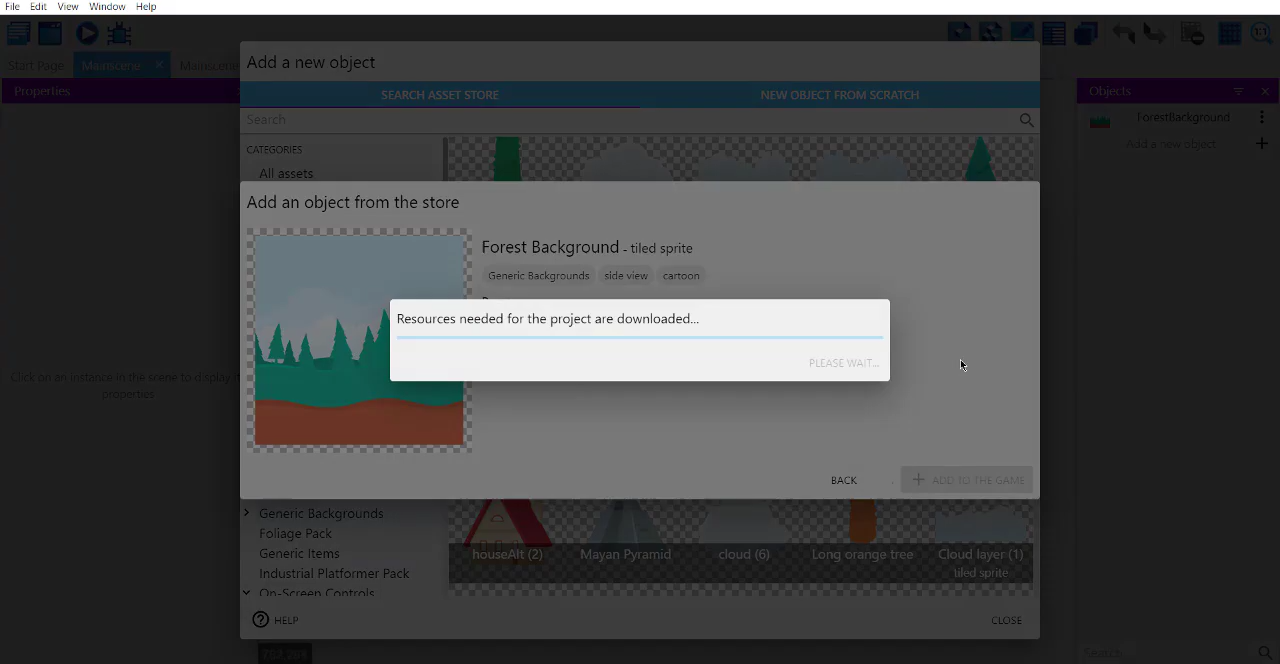 File Edit View Window Help
Start Page Mainscene × Mainscene
Properties
Objects
ForestBackground
Add a new object
Click on an instance in the scene to display
properties
Add a new object
SEARCH ASSET STORE NEW OBJECT FROM SCRATCH
Search
CATEGORIES
All assets
Add an object from the store
Forest Background - tiled sprite
Generic Backgrounds side view cartoon
Resources needed for the project are downloaded...
PLEASE WAIT...
BACK + ADD TO THE GAME
Generic Backgrounds
Foliage Pack
Generic Items
Industrial Platformer Pack
On-Screen Controls
houseAlt (2) Mayan Pyramid cloud (6) Long orange tree Cloud layer (1)
tiled sprite
? HELP CLOSE
Search...